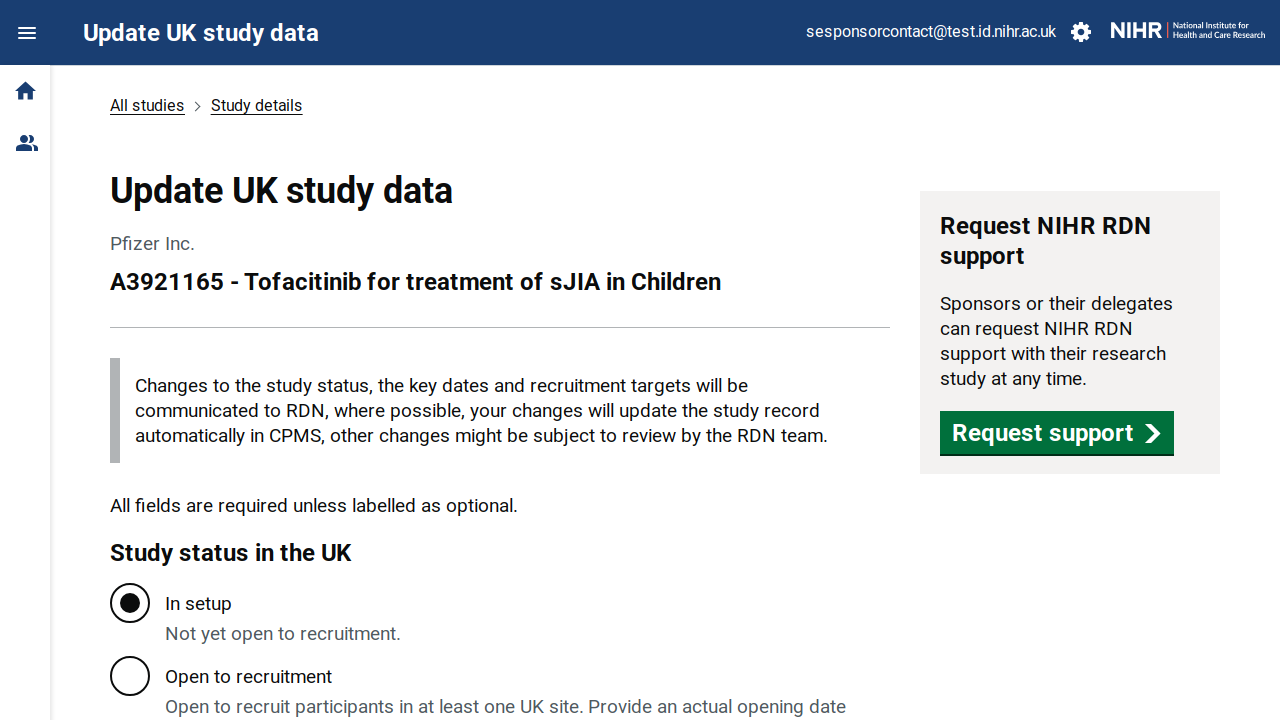 Update UK study data
sesponsorcontact@test.id.nihr.ac.uk
NIHR | National Institute for
Health and Care Research
All studies
Study details
Update UK study data
Pfizer Inc.
A3921165 - Tofacitinib for treatment of sJIA in Children
Changes to the study status, the key dates and recruitment targets will be
communicated to RDN, where possible, your changes will update the study record
automatically in CPMS, other changes might be subject to review by the RDN team.
All fields are required unless labelled as optional.
Study status in the UK
In setup
Not yet open to recruitment.
Open to recruitment
Open to recruit participants in at least one UK site. Provide an actual opening date
Request NIHR RDN
support
Sponsors or their delegates
can request NIHR RDN
support with their research
study at any time.
Request support